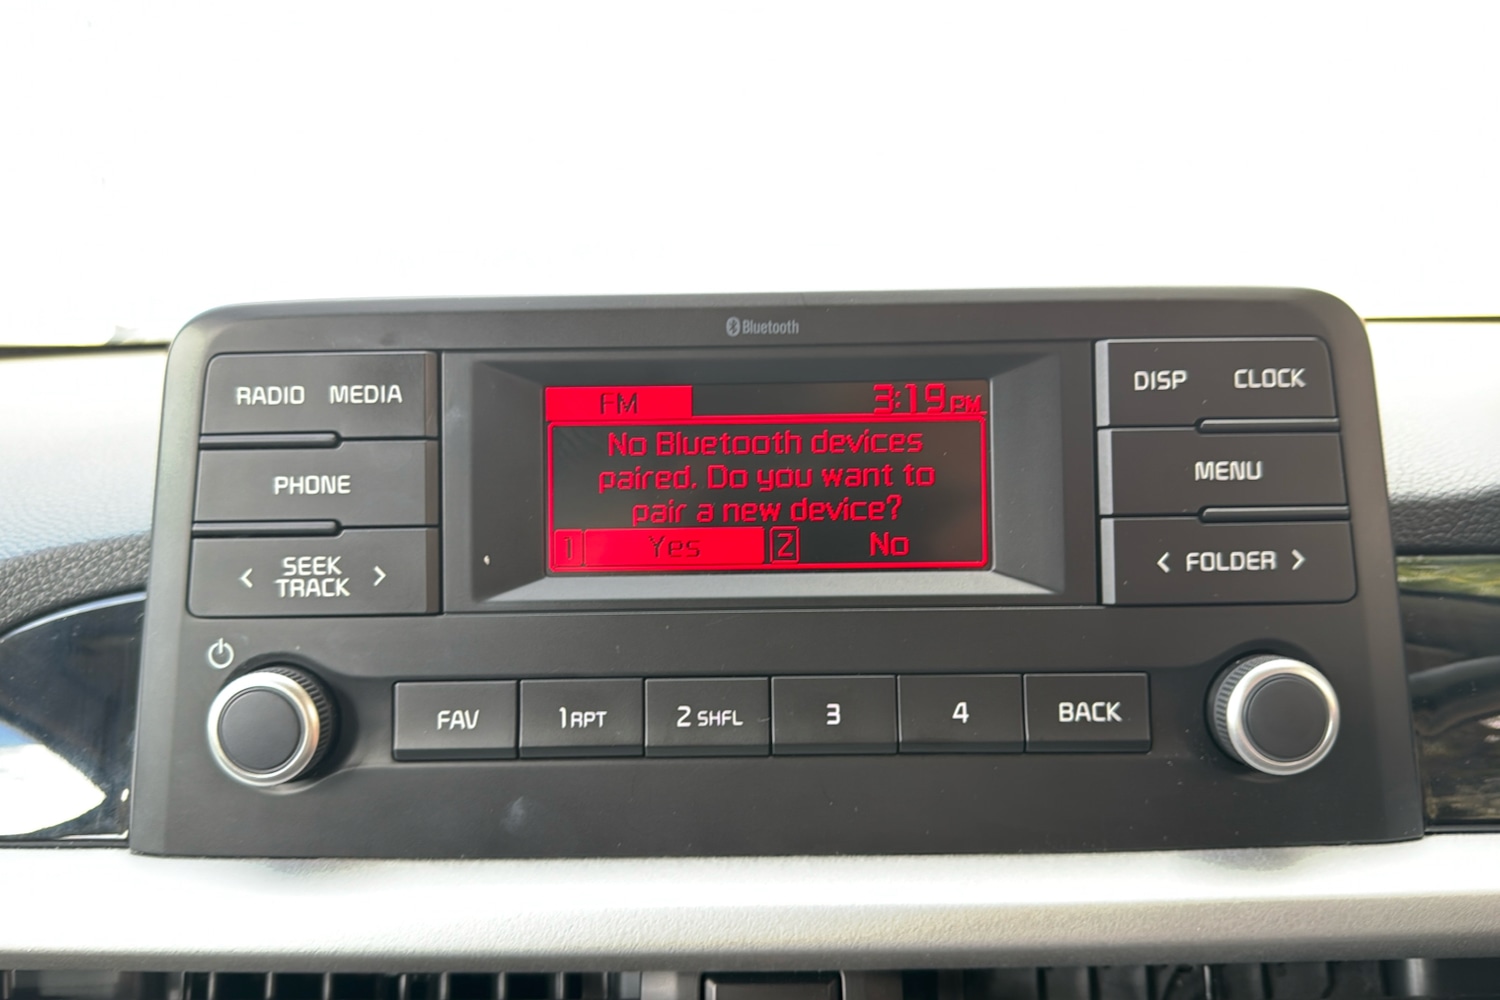 Bluetooth
RADIO MEDIA
PHONE
< SEEK >
TRACK
FM 3:19 PM
No Bluetooth devices
paired. Do you want to
pair a new device?
1 Yes 2 No
DISP CLOCK
MENU
< FOLDER >
FAV 1 RPT 2 SHFL 3 4 BACK